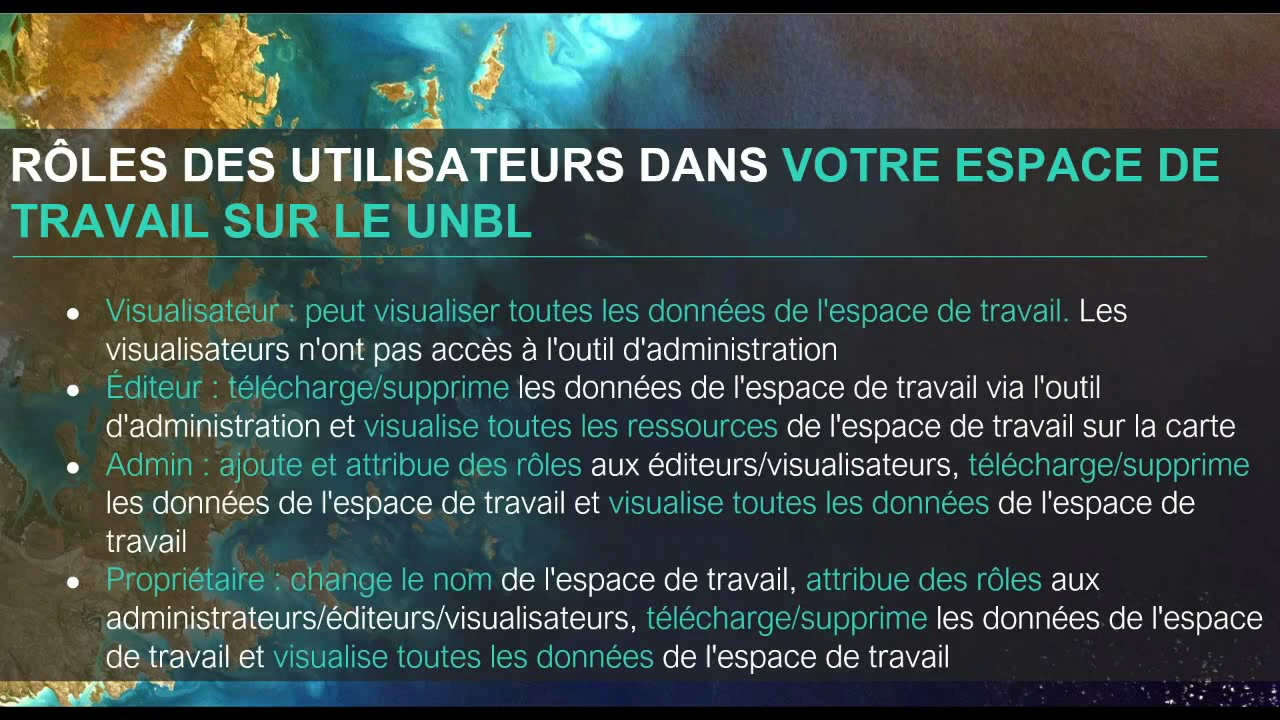 RÔLES DES UTILISATEURS DANS VOTRE ESPACE DE
TRAVAIL SUR LE UNBL
● Visualisateur : peut visualiser toutes les données de l'espace de travail. Les
visualisateurs n'ont pas accès à l'outil d'administration
● Éditeur : télécharge/supprime les données de l'espace de travail via l'outil
d'administration et visualise toutes les ressources de l'espace de travail sur la carte
● Admin : ajoute et attribue des rôles aux éditeurs/visualisateurs, télécharge/supprime
les données de l'espace de travail et visualise toutes les données de l'espace de
travail
● Propriétaire : change le nom de l'espace de travail, attribue des rôles aux
administrateurs/éditeurs/visualisateurs, télécharge/supprime les données de l'espace
de travail et visualise toutes les données de l'espace de travail